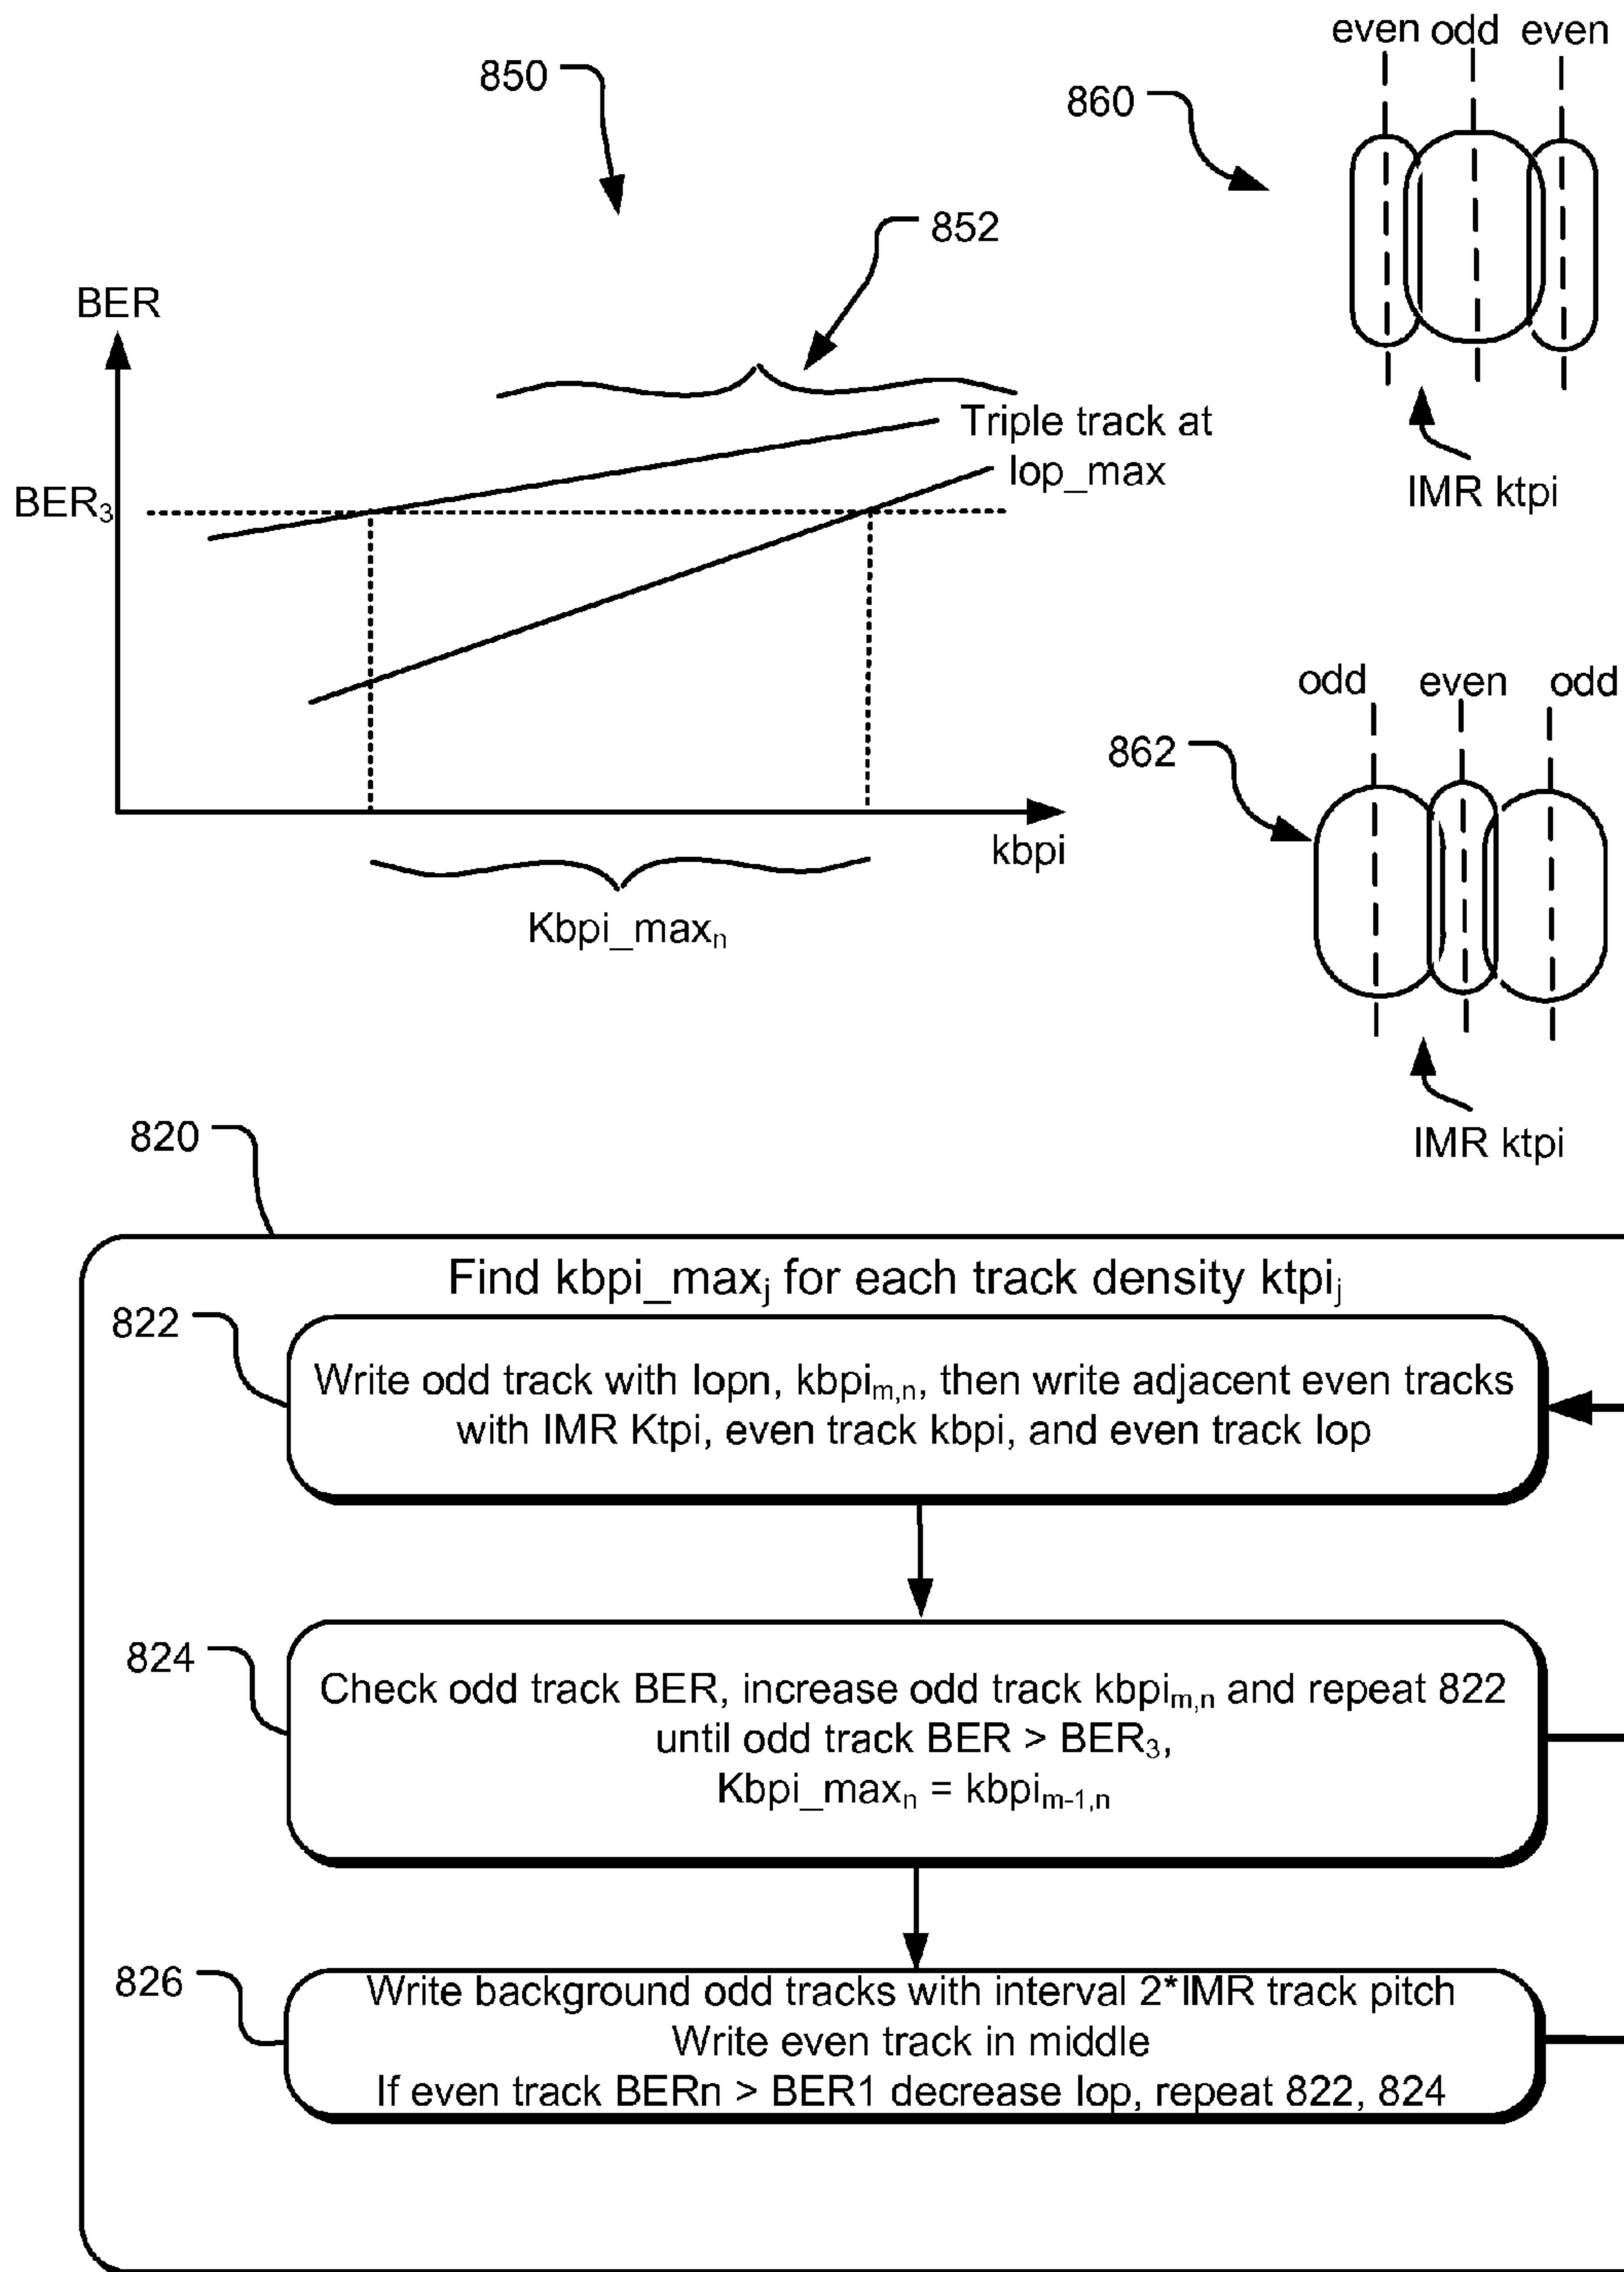 even odd even
850
860
852
BER
Triple track at
lop_max
BER₃
IMR ktpi
kbpi
Kbpi_maxₙ
odd even odd
862
IMR ktpi
820
Find kbpi_maxⱼ for each track density ktpiⱼ
822
Write odd track with lopn, kbpiₘ,ₙ, then write adjacent even tracks
with IMR Ktpi, even track kbpi, and even track lop
824
Check odd track BER, increase odd track kbpiₘ,ₙ and repeat 822
until odd track BER > BER₃,
Kbpi_maxₙ = kbpiₘ₋₁,ₙ
826
Write background odd tracks with interval 2*IMR track pitch
Write even track in middle
If even track BERn > BER1 decrease lop, repeat 822, 824